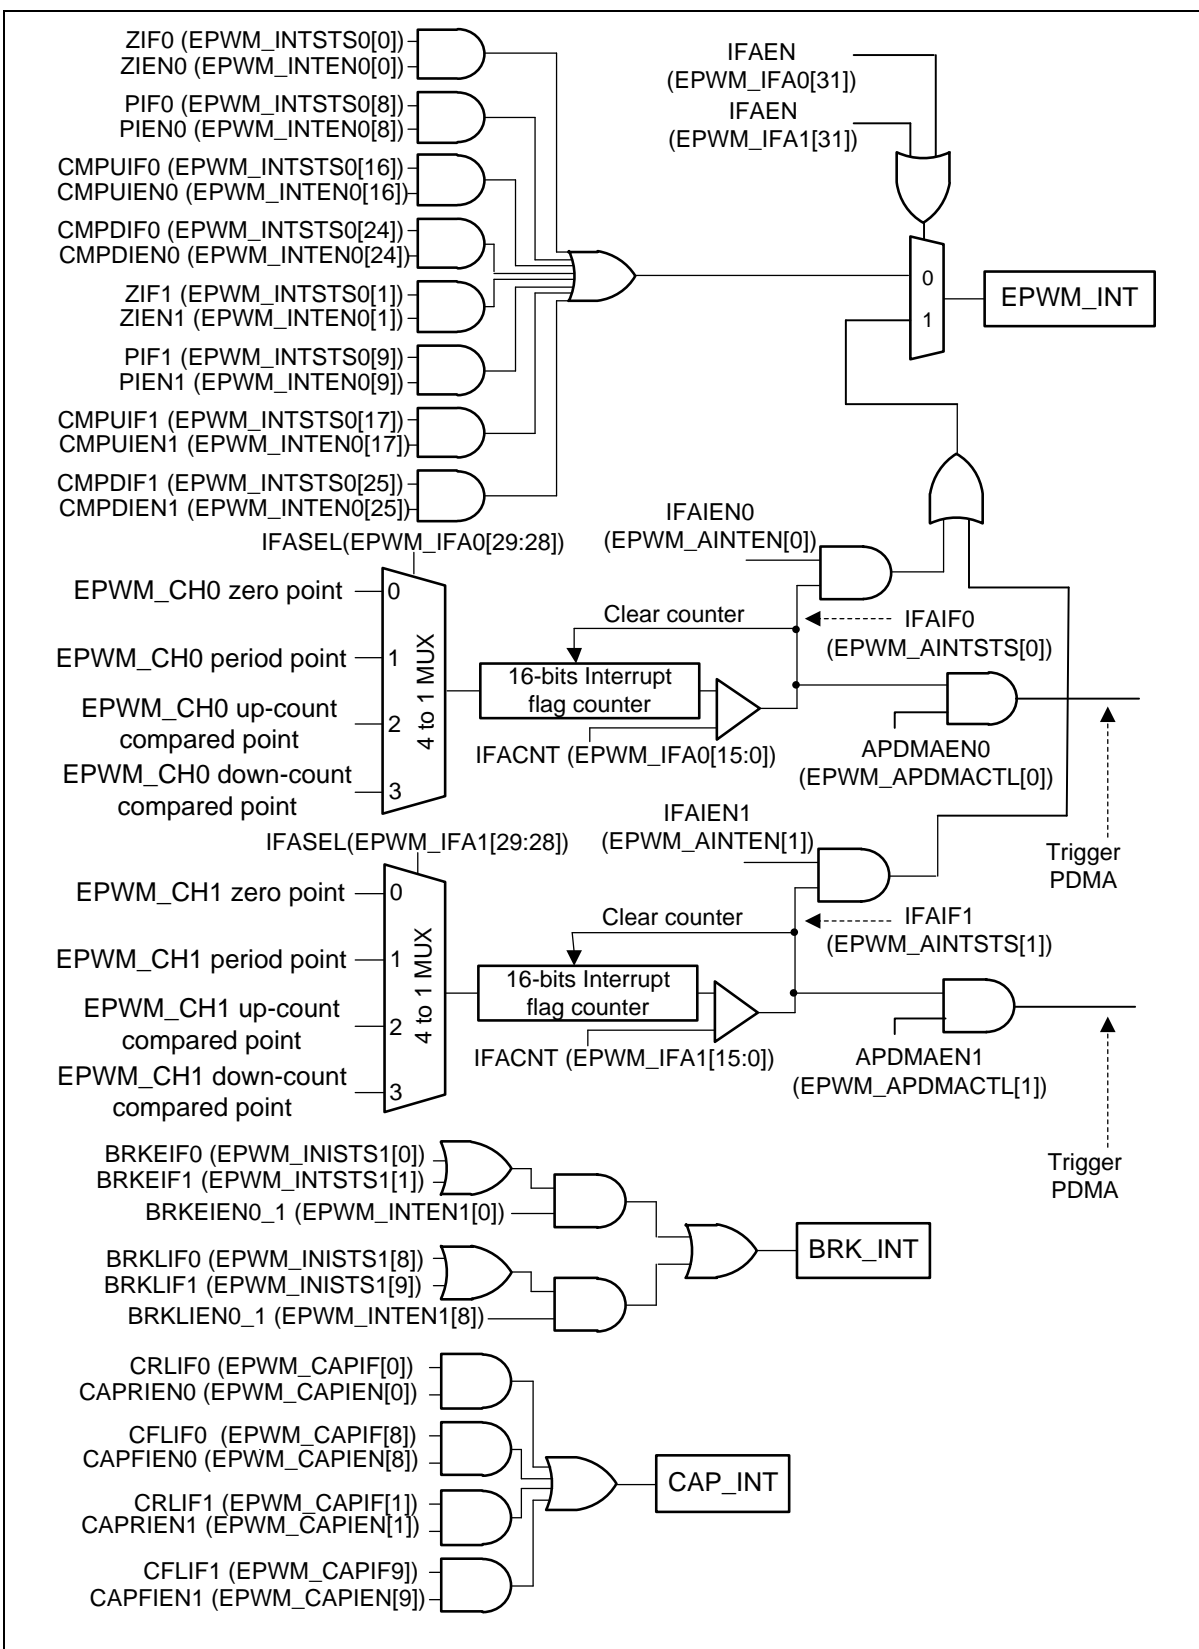 ZIF0 (EPWM_INTSTS0[0])
ZIEN0 (EPWM_INTEN0[0])
PIF0 (EPWM_INTSTS0[8])
PIEN0 (EPWM_INTEN0[8])
CMPUIF0 (EPWM_INTSTS0[16])
CMPUIEN0 (EPWM_INTEN0[16])
CMPDIF0 (EPWM_INTSTS0[24])
CMPDIEN0 (EPWM_INTEN0[24])
ZIF1 (EPWM_INTSTS0[1])
ZIEN1 (EPWM_INTEN0[1])
PIF1 (EPWM_INTSTS0[9])
PIEN1 (EPWM_INTEN0[9])
CMPUIF1 (EPWM_INTSTS0[17])
CMPUIEN1 (EPWM_INTEN0[17])
CMPDIF1 (EPWM_INTSTS0[25])
CMPDIEN1 (EPWM_INTEN0[25])
IFAEN
(EPWM_IFA0[31])
IFAEN
(EPWM_IFA1[31])
0
1
EPWM_INT
IFASEL(EPWM_IFA0[29:28])
EPWM_CH0 zero point
0
EPWM_CH0 period point
1
EPWM_CH0 up-count
compared point
2
EPWM_CH0 down-count
compared point
3
4 to 1 MUX
IFAIEN0
(EPWM_AINTEN[0])
Clear counter
16-bits Interrupt
flag counter
IFACNT (EPWM_IFA0[15:0])
IFAIF0
(EPWM_AINTSTS[0])
APDMAEN0
(EPWM_APDMACTL[0])
Trigger
PDMA
IFASEL(EPWM_IFA1[29:28])
EPWM_CH1 zero point
0
EPWM_CH1 period point
1
EPWM_CH1 up-count
compared point
2
EPWM_CH1 down-count
compared point
3
4 to 1 MUX
IFAIEN1
(EPWM_AINTEN[1])
Clear counter
16-bits Interrupt
flag counter
IFACNT (EPWM_IFA1[15:0])
IFAIF1
(EPWM_AINTSTS[1])
APDMAEN1
(EPWM_APDMACTL[1])
Trigger
PDMA
BRKEIF0 (EPWM_INISTS1[0])
BRKEIF1 (EPWM_INTSTS1[1])
BRKEIEN0_1 (EPWM_INTEN1[0])
BRKLIF0 (EPWM_INISTS1[8])
BRKLIF1 (EPWM_INISTS1[9])
BRKLIEN0_1 (EPWM_INTEN1[8])
BRK_INT
CRLIF0 (EPWM_CAPIF[0])
CAPRIEN0 (EPWM_CAPIEN[0])
CFLIF0 (EPWM_CAPIF[8])
CAPFIEN0 (EPWM_CAPIEN[8])
CRLIF1 (EPWM_CAPIF[1])
CAPRIEN1 (EPWM_CAPIEN[1])
CFLIF1 (EPWM_CAPIF9])
CAPFIEN1 (EPWM_CAPIEN[9])
CAP_INT